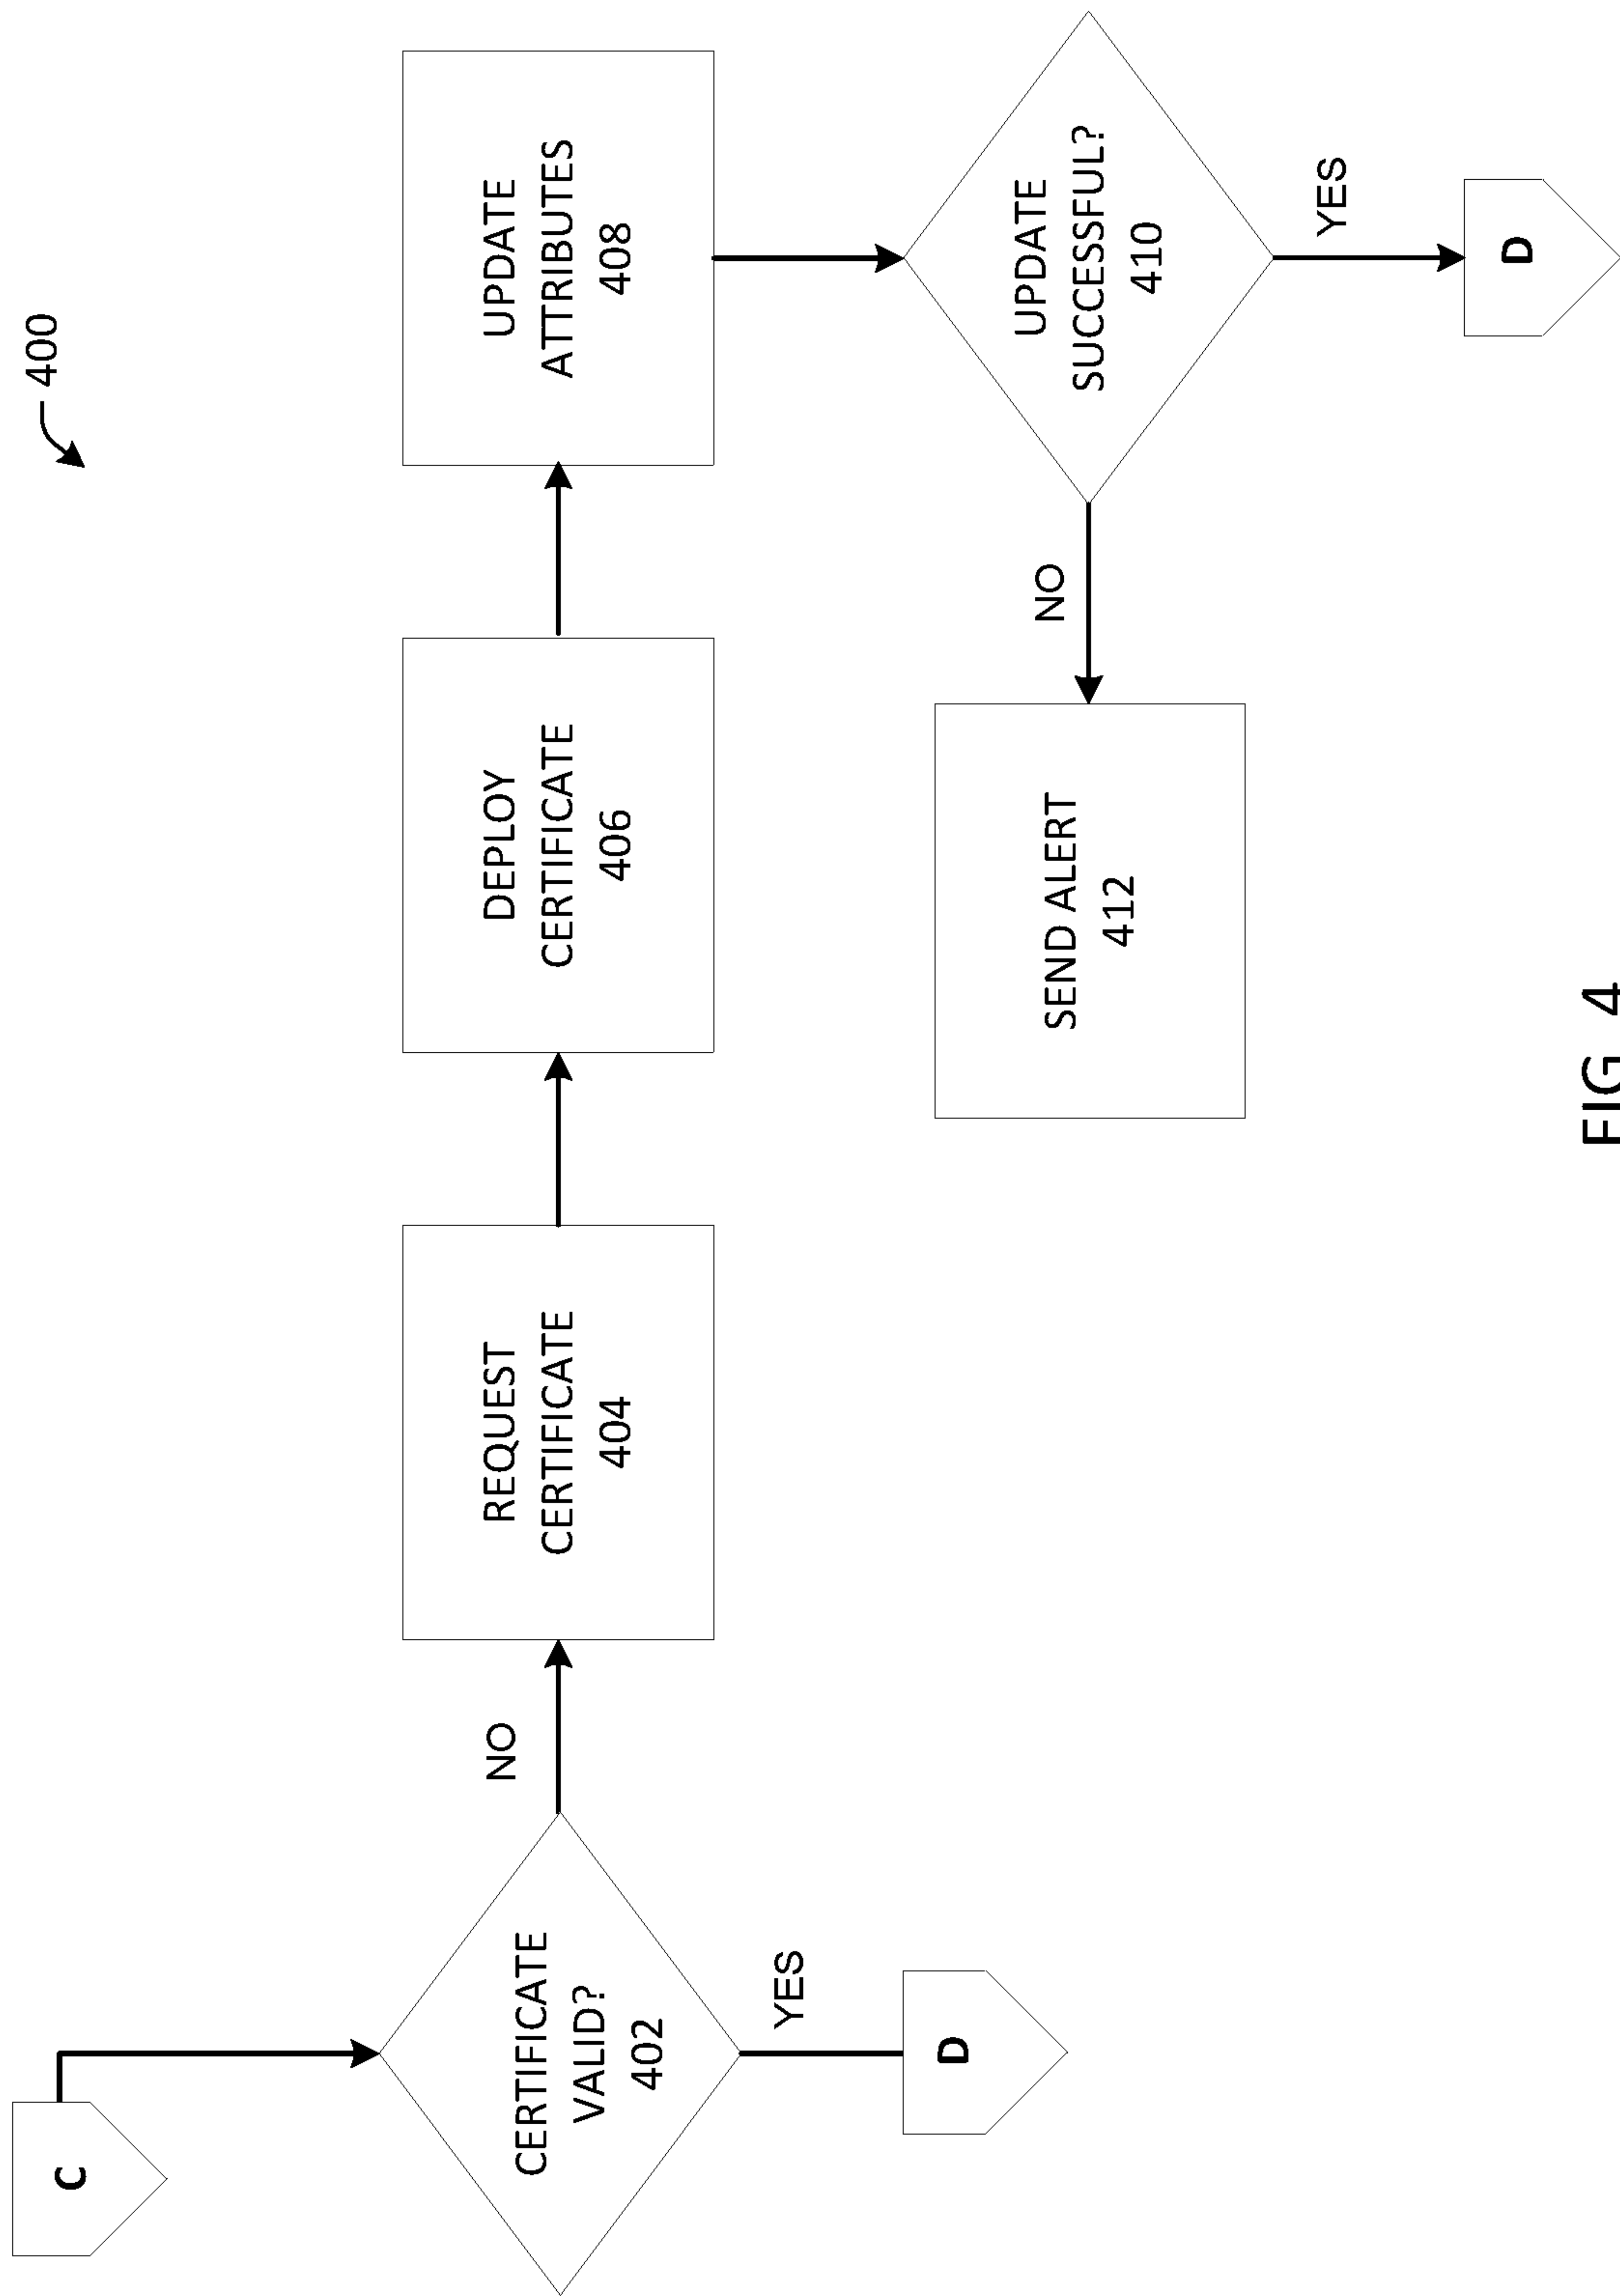 400
C
CERTIFICATE
VALID?
402
NO
YES
D
REQUEST
CERTIFICATE
404
DEPLOY
CERTIFICATE
406
UPDATE
ATTRIBUTES
408
UPDATE
SUCCESSFUL?
410
NO
SEND ALERT
412
YES
D
FIG. 4